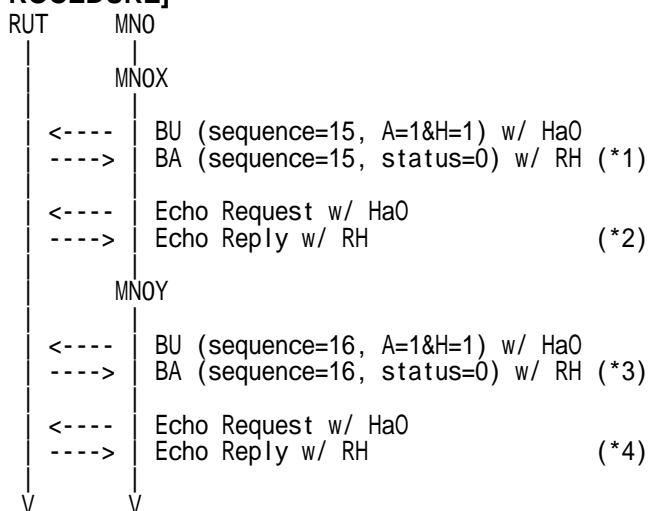 ROCEDURE]
RUT MN0
MN0X
<---- BU (sequence=15, A=1&H=1) w/ HaO
----> BA (sequence=15, status=0) w/ RH (*1)
<---- Echo Request w/ HaO
----> Echo Reply w/ RH (*2)
MN0Y
<---- BU (sequence=16, A=1&H=1) w/ HaO
----> BA (sequence=16, status=0) w/ RH (*3)
<---- Echo Request w/ HaO
----> Echo Reply w/ RH (*4)
V V